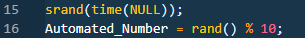 15 srand(time(NULL));
16 Automated_Number = rand() % 10;